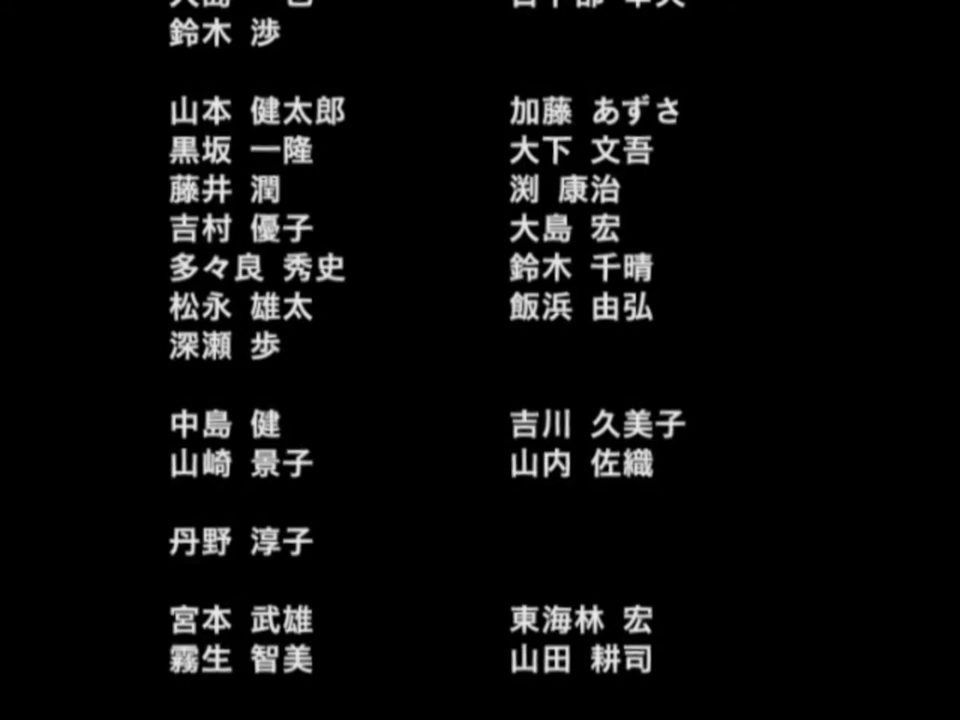 鈴木 渉
山本 健太郎 加藤 あずさ
黒坂 一隆 大下 文吾
藤井 潤 渕 康治
吉村 優子 大島 宏
多々良 秀史 鈴木 千晴
松永 雄太 飯浜 由弘
深瀬 歩
中島 健 吉川 久美子
山崎 景子 山内 佐織
丹野 淳子
宮本 武雄 東海林 宏
霧生 智美 山田 耕司